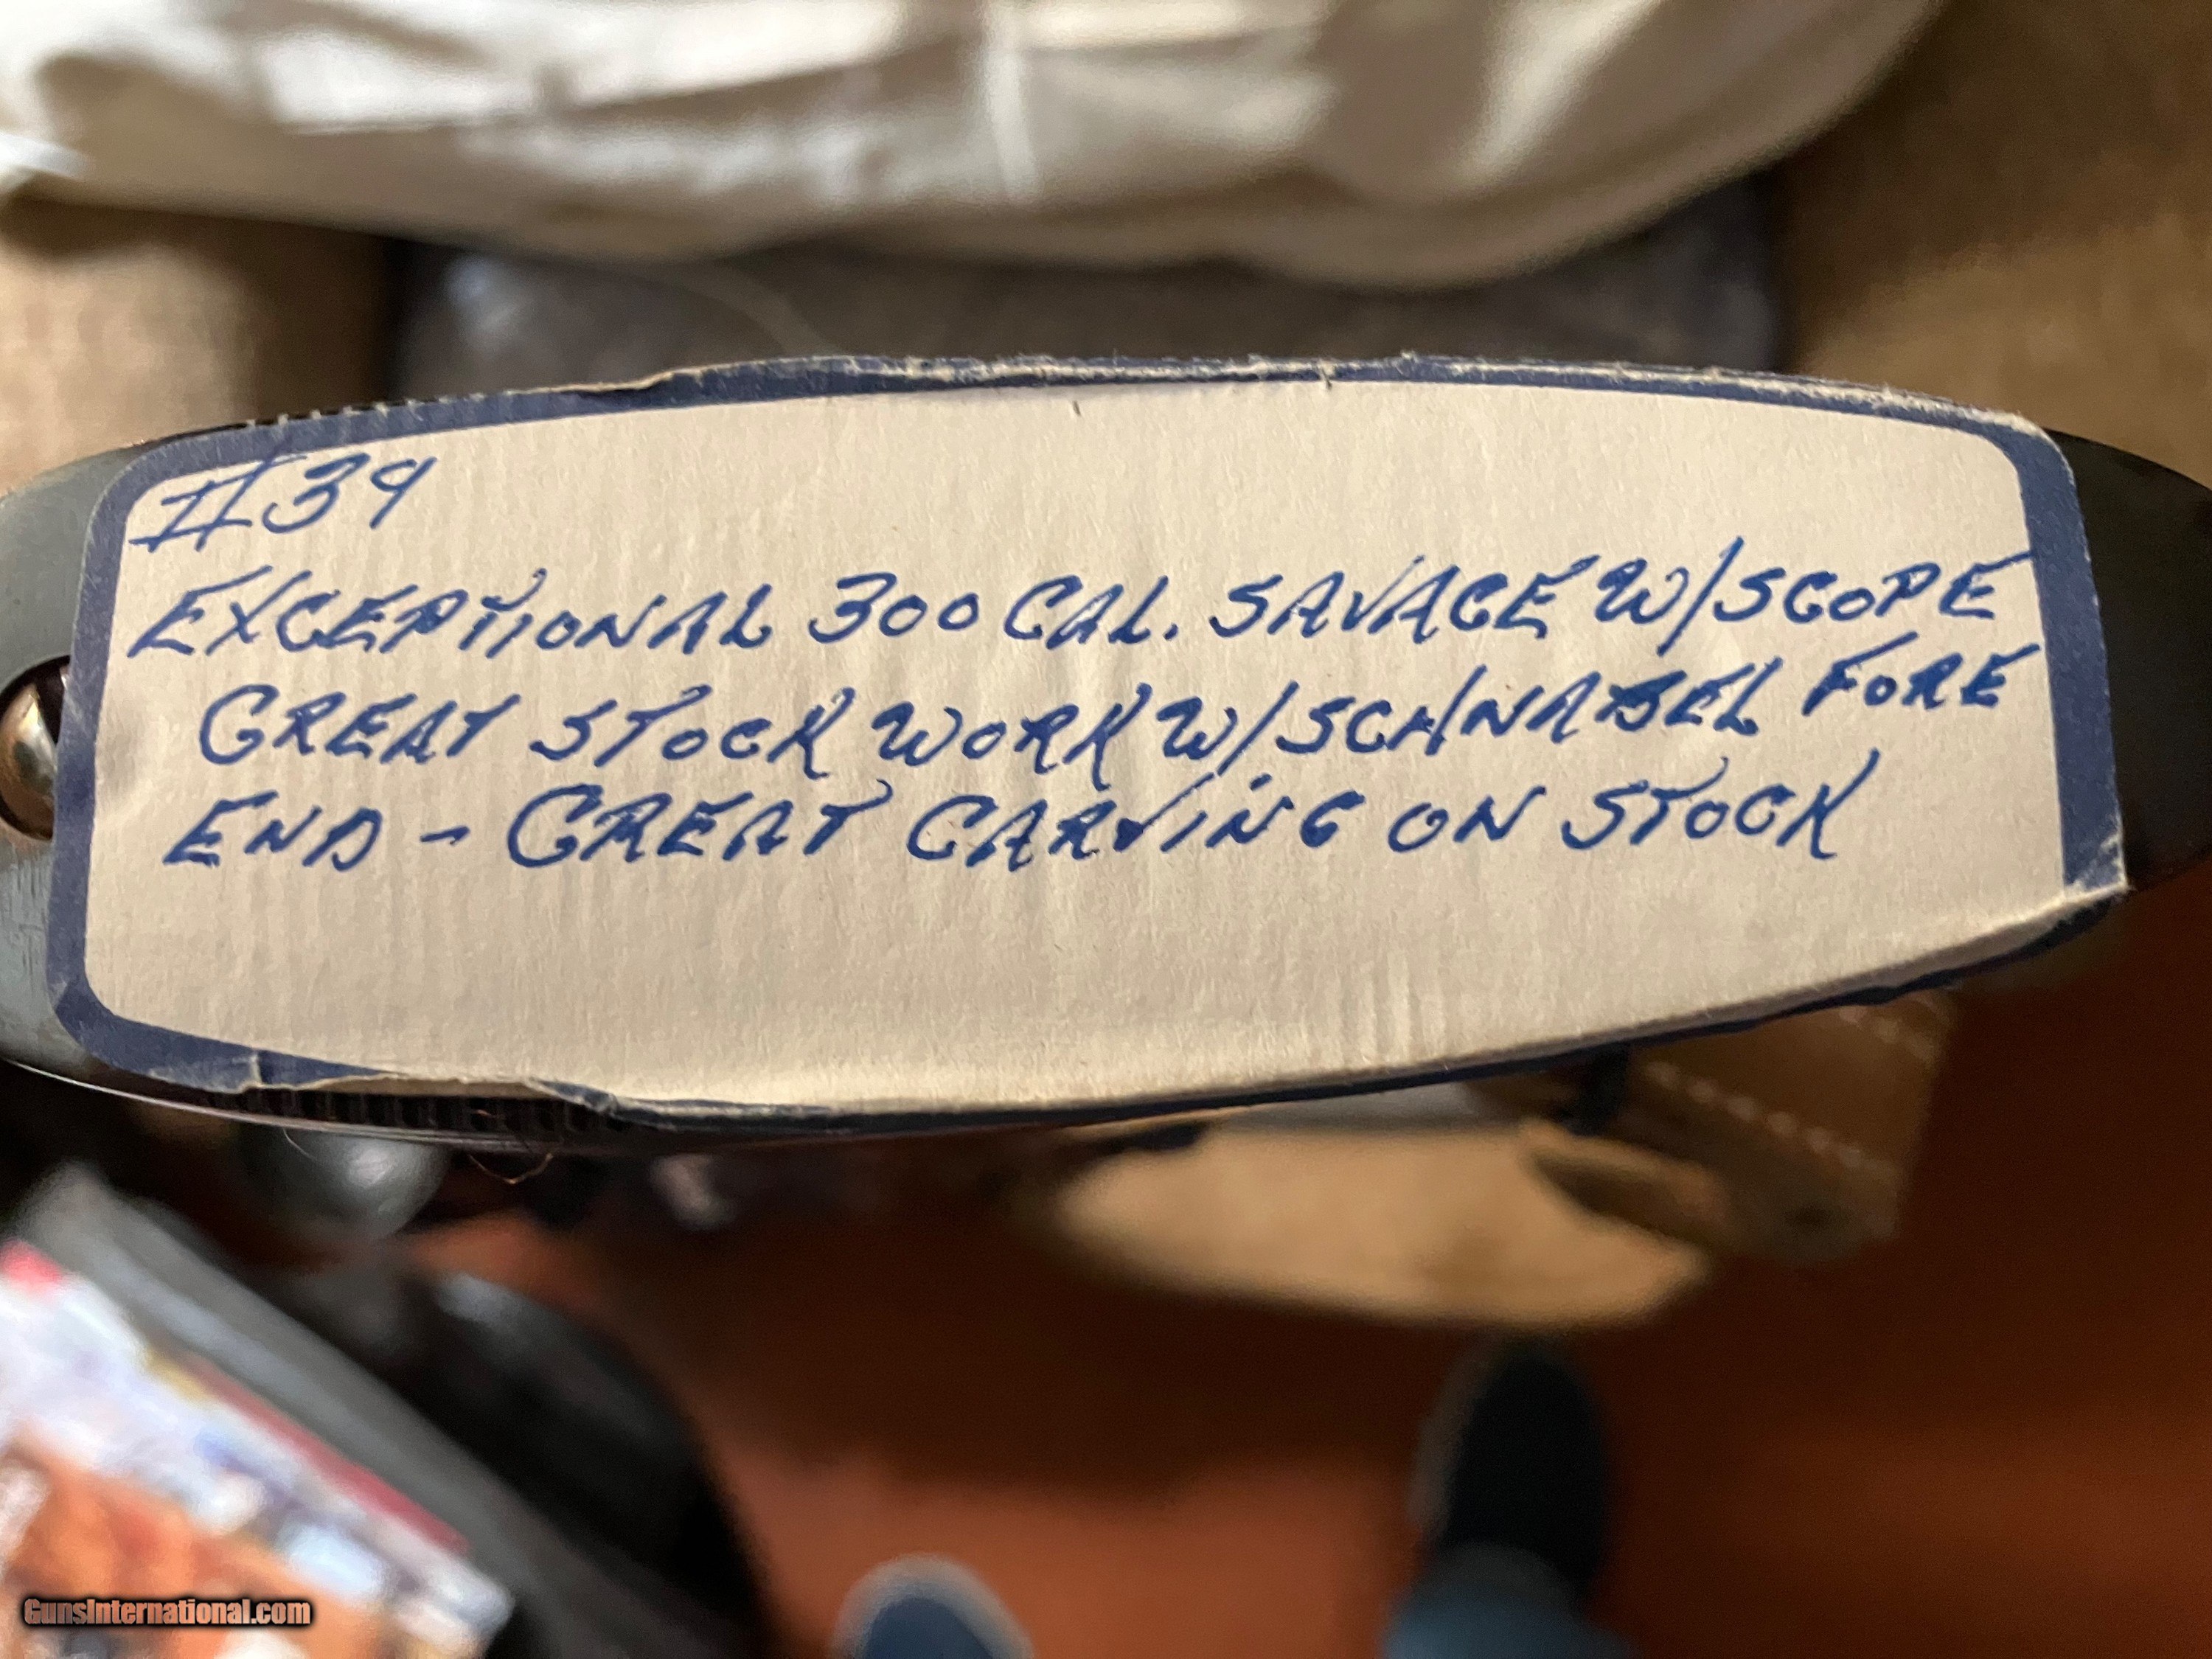 #39
EXCEPTIONAL 300 CAL. SAVAGE W/SCOPE
GREAT STOCK WORK W/SCHNABEL FORE
END - GREAT CARVING ON STOCK
GunsInternational.com